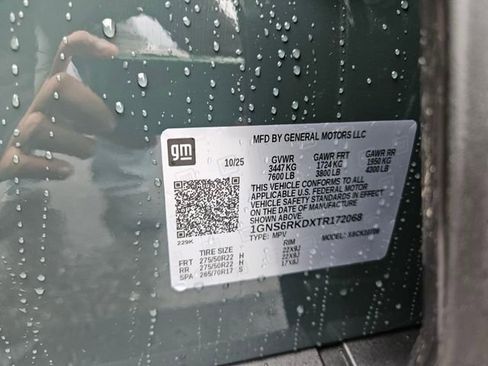 gm
MFD BY GENERAL MOTORS LLC
10/25 GVWR GAWR FRT GAWR RR
3447 KG 1724 KG 1950 KG
7600 LB 3800 LB 4300 LB
THIS VEHICLE CONFORMS TO ALL
APPLICABLE U.S. FEDERAL MOTOR
VEHICLE SAFETY STANDARDS IN EFFECT
ON THE DATE OF MANUFACTURE
SHOWN ABOVE.
1GNS6RKDXTR172068
229K TYPE: MPV MODEL:
TIRE SIZE RIM
FRT 275/50R22 H 22X9J
RR 275/50R22 H 22X9J
SPA 265/70R17 S 17X8J